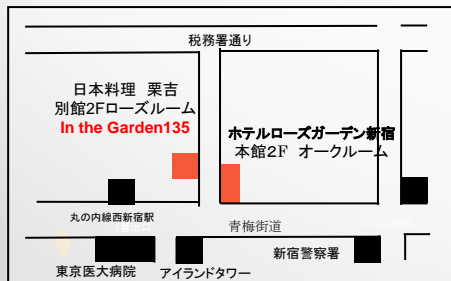 税務署通り
日本料理 栗吉
別館2Fローズルーム
In the Garden135
ホテルローズガーデン新宿
本館2F オークルーム
丸の内線西新宿駅
1番出口
青梅街道
新宿警察署
東京医大病院
アイランドタワー